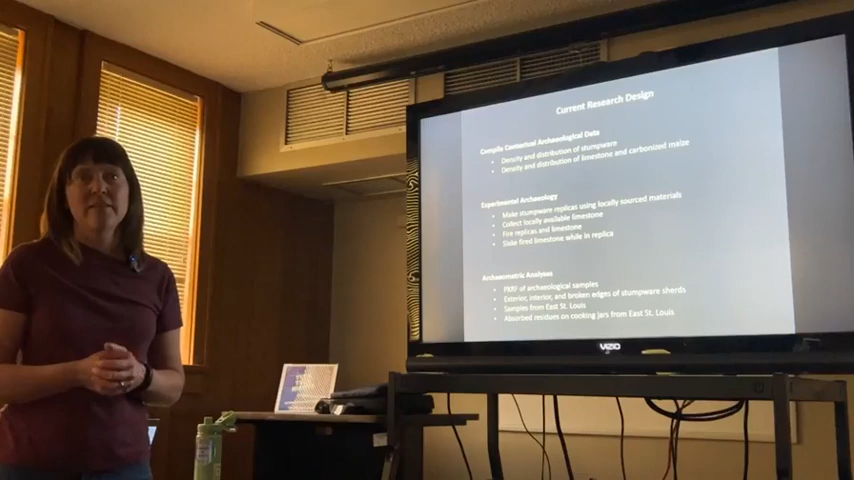 Current Research Design
Compile Contextual Archaeological Data
• Density and distribution of stumpware
• Density and distribution of limestone and carbonized maize
Experimental Archaeology
• Make stumpware replicas using locally sourced materials
• Collect locally available limestone
• Fire replicas and limestone
• Slake fired limestone while in replica
Archaeometric Analyses
• PXRF of archaeological samples
• Exterior, interior, and broken edges of stumpware sherds
• Samples from East St. Louis
• Absorbed residues on cooking jars from East St. Louis
VIZIO